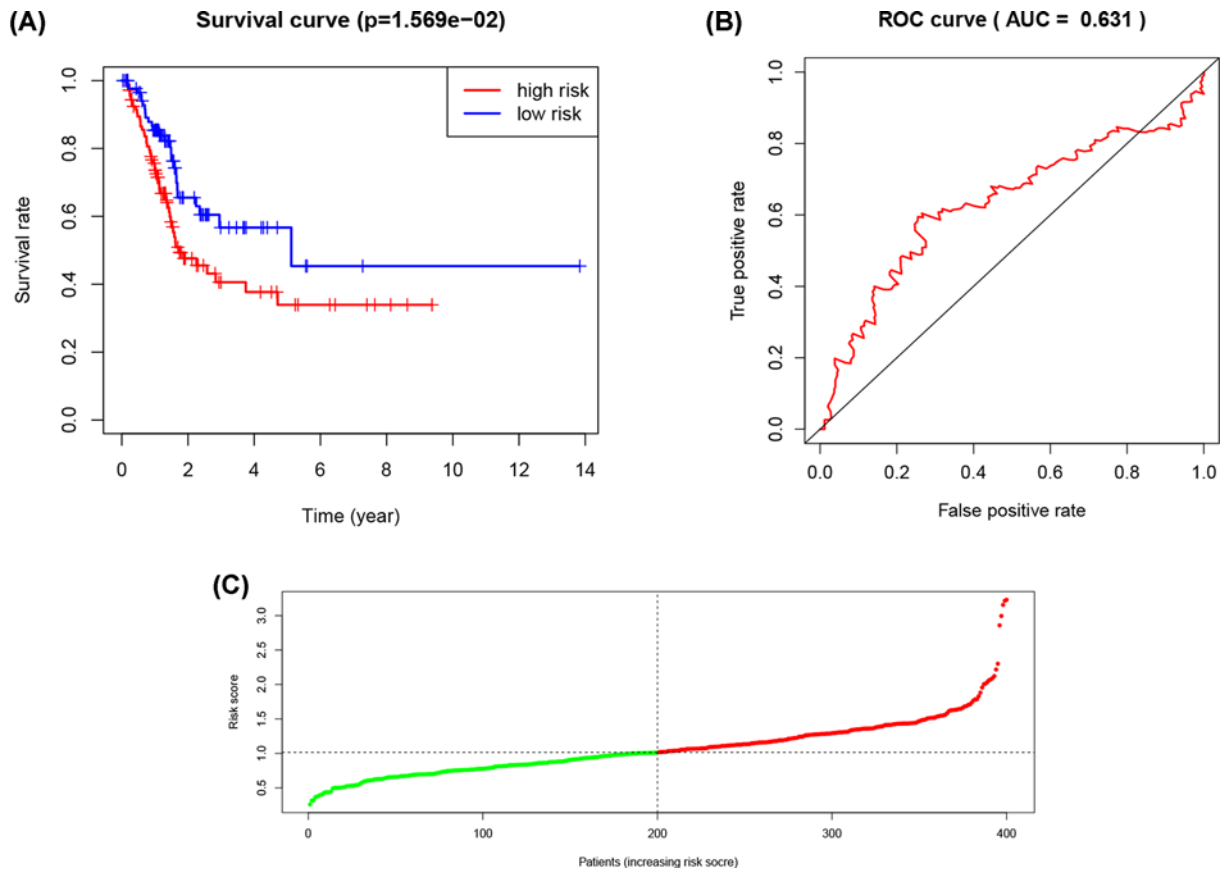 (A)
Survival curve (p=1.569e−02)
high risk
low risk
Survival rate
1.0
0.8
0.6
0.4
0.2
0.0
0 2 4 6 8 10 12 14
Time (year)
(B)
ROC curve ( AUC = 0.631 )
True positive rate
1.0
0.8
0.6
0.4
0.2
0.0
0.0 0.2 0.4 0.6 0.8 1.0
False positive rate
(C)
Risk score
3.0
2.5
2.0
1.5
1.0
0.5
0 100 200 300 400
Patients (increasing risk socre)